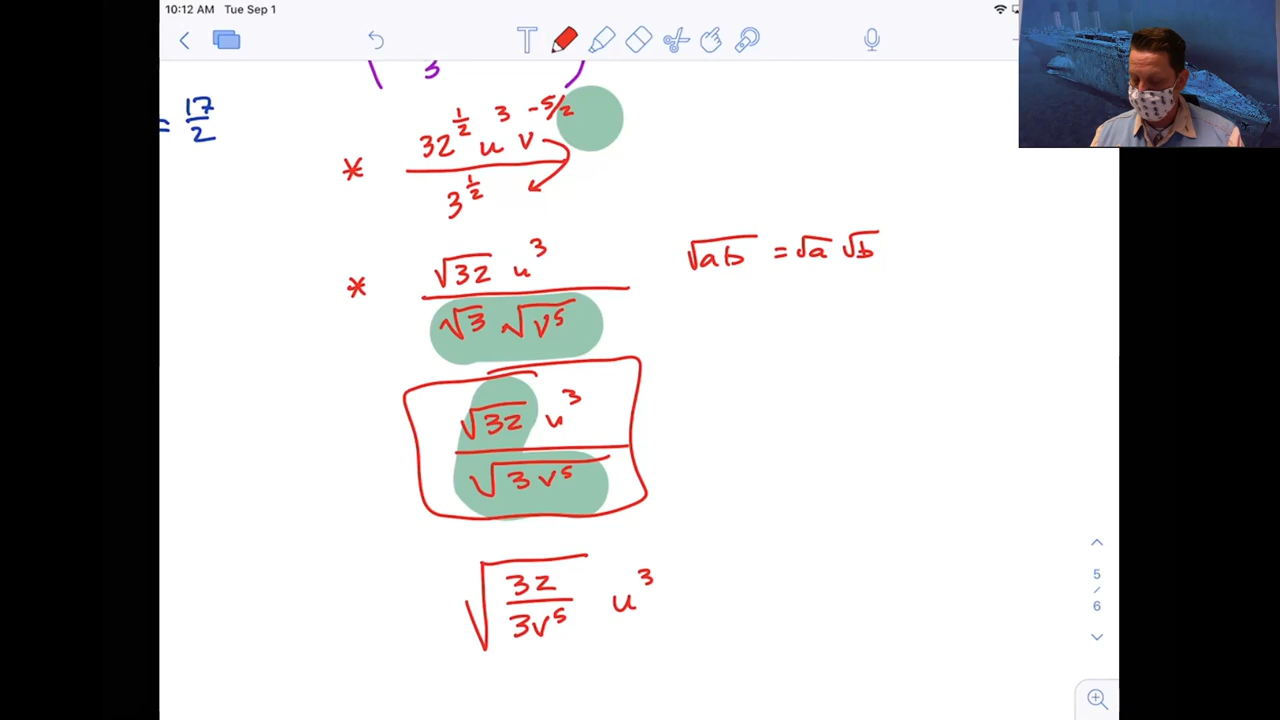 10:12 AM Tue Sep 1
T
3
= 17/2
* 32^(1/2) u^3 v^(-5/2) / 3^(1/2)
√ab = √a √b
* √32 u^3 / √3 √v^5
√32 u^3 / √3v^5
√(32 / 3v^5) u^3
5
/
6